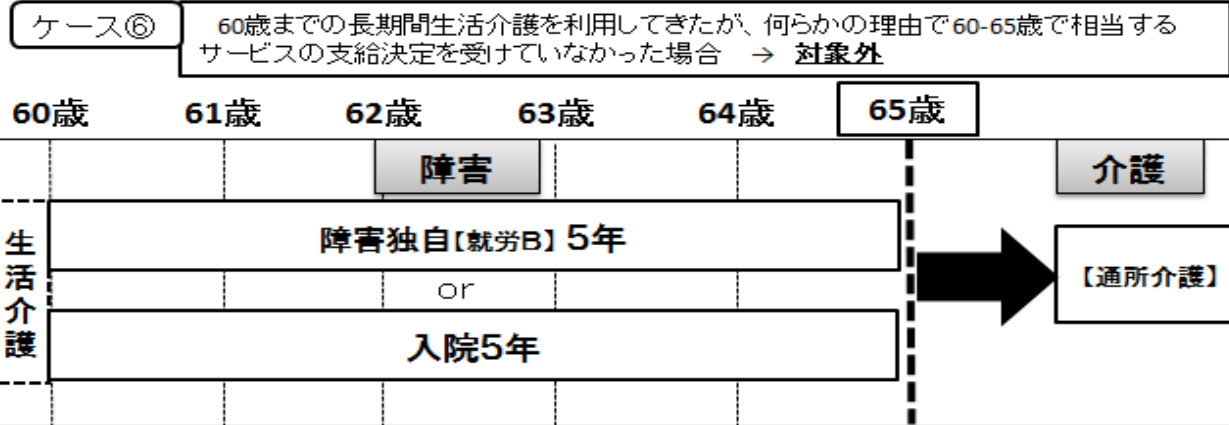 ケース⑥
60歳までの長期間生活介護を利用してきたが、何らかの理由で60-65歳で相当する
サービスの支給決定を受けていなかった場合　→　対象外
60歳 61歳 62歳 63歳 64歳 65歳
障害 介護
生活介護
障害独自【就労B】5年
or
入院5年
【通所介護】